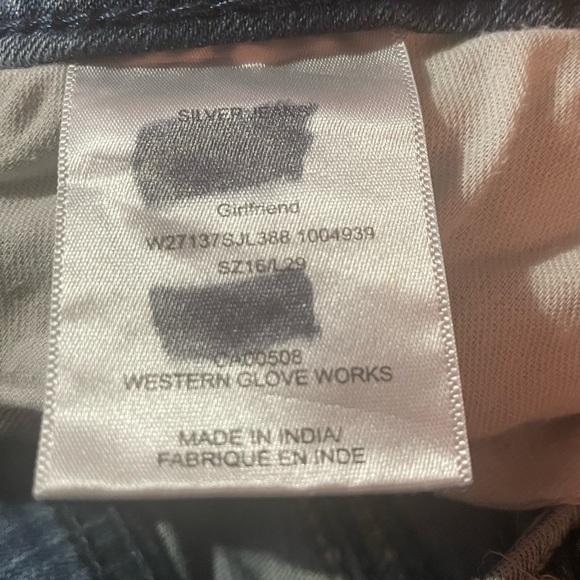 SILVER JEANS
Girlfriend
W27137SJL388 1004939
SZ16/L29
CA00508
WESTERN GLOVE WORKS
MADE IN INDIA/
FABRIQUÉ EN INDE